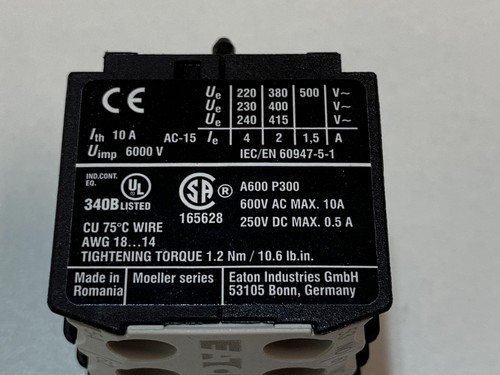 CE
Ue 220 380 500 V~
Ue 230 400 V~
Ue 240 415 V~
Ith 10 A AC-15 Ie 4 2 1,5 A
Uimp 6000 V IEC/EN 60947-5-1
IND.CONT.
EQ.
340B UL LISTED
SA
165628
A600 P300
600V AC MAX. 10A
250V DC MAX. 0.5 A
CU 75°C WIRE
AWG 18...14
TIGHTENING TORQUE 1.2 Nm / 10.6 lb.in.
Made in
Romania
Moeller series
Eaton Industries GmbH
53105 Bonn, Germany